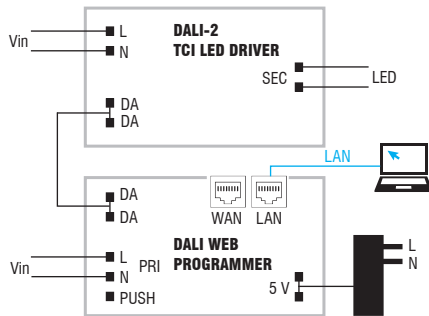 Vin
L
N
DALI-2
TCI LED DRIVER
SEC
LED
DA
DA
LAN
DA
DA
WAN
LAN
Vin
L
N
PRI
PUSH
DALI WEB
PROGRAMMER
5 V
L
N